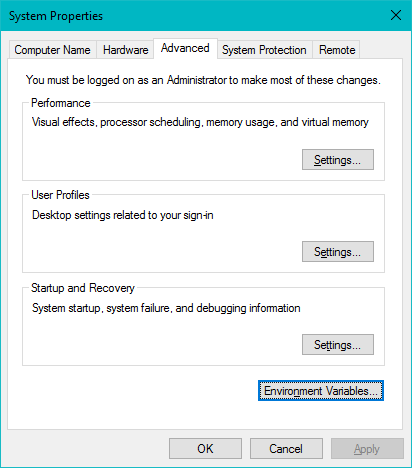 System Properties
Computer Name Hardware Advanced System Protection Remote
You must be logged on as an Administrator to make most of these changes.
Performance
Visual effects, processor scheduling, memory usage, and virtual memory
Settings...
User Profiles
Desktop settings related to your sign-in
Settings...
Startup and Recovery
System startup, system failure, and debugging information
Settings...
Environment Variables...
OK Cancel Apply